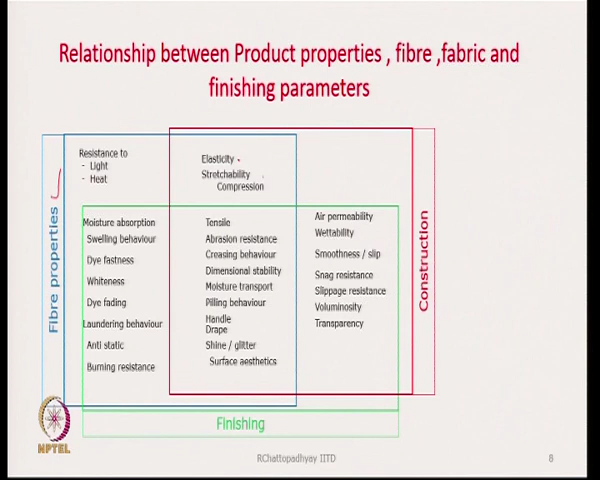 Relationship between Product properties , fibre ,fabric and
finishing parameters
Fibre properties
Resistance to
- Light
- Heat
Moisture absorption
Swelling behaviour
Dye fastness
Whiteness
Dye fading
Laundering behaviour
Anti static
Burning resistance
Elasticity
Stretchability
Compression
Tensile
Abrasion resistance
Creasing behaviour
Dimensional stability
Moisture transport
Pilling behaviour
Handle
Drape
Shine / glitter
Surface aesthetics
Air permeability
Wettability
Smoothness / slip
Snag resistance
Slippage resistance
Voluminosity
Transparency
Construction
Finishing
NPTEL
RChattopadhyay IITD
8